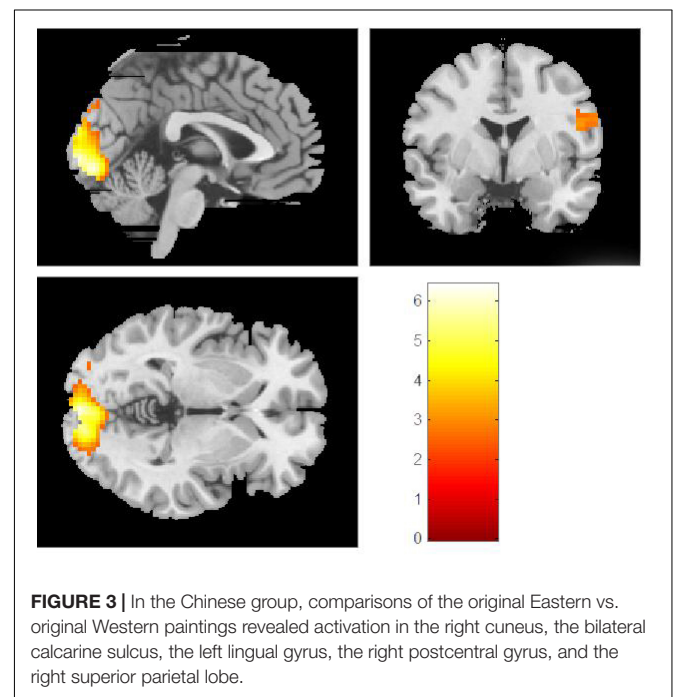 6
5
4
3
2
1
0
FIGURE 3 | In the Chinese group, comparisons of the original Eastern vs.
original Western paintings revealed activation in the right cuneus, the bilateral
calcarine sulcus, the left lingual gyrus, the right postcentral gyrus, and the
right superior parietal lobe.